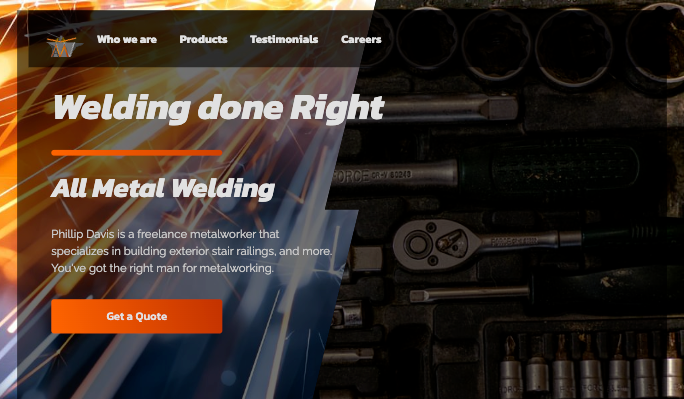 Who we are Products Testimonials Careers
Welding done Right
All Metal Welding
Phillip Davis is a freelance metalworker that
specializes in building exterior stair railings, and more.
You've got the right man for metalworking.
Get a Quote